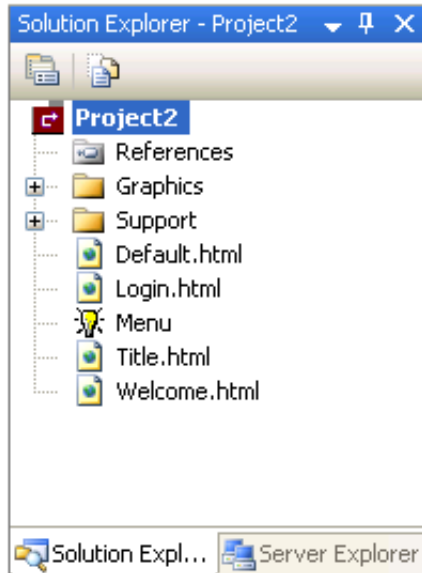 Solution Explorer - Project2
Project2
References
Graphics
Support
Default.html
Login.html
Menu
Title.html
Welcome.html
Solution Expl... Server Explorer